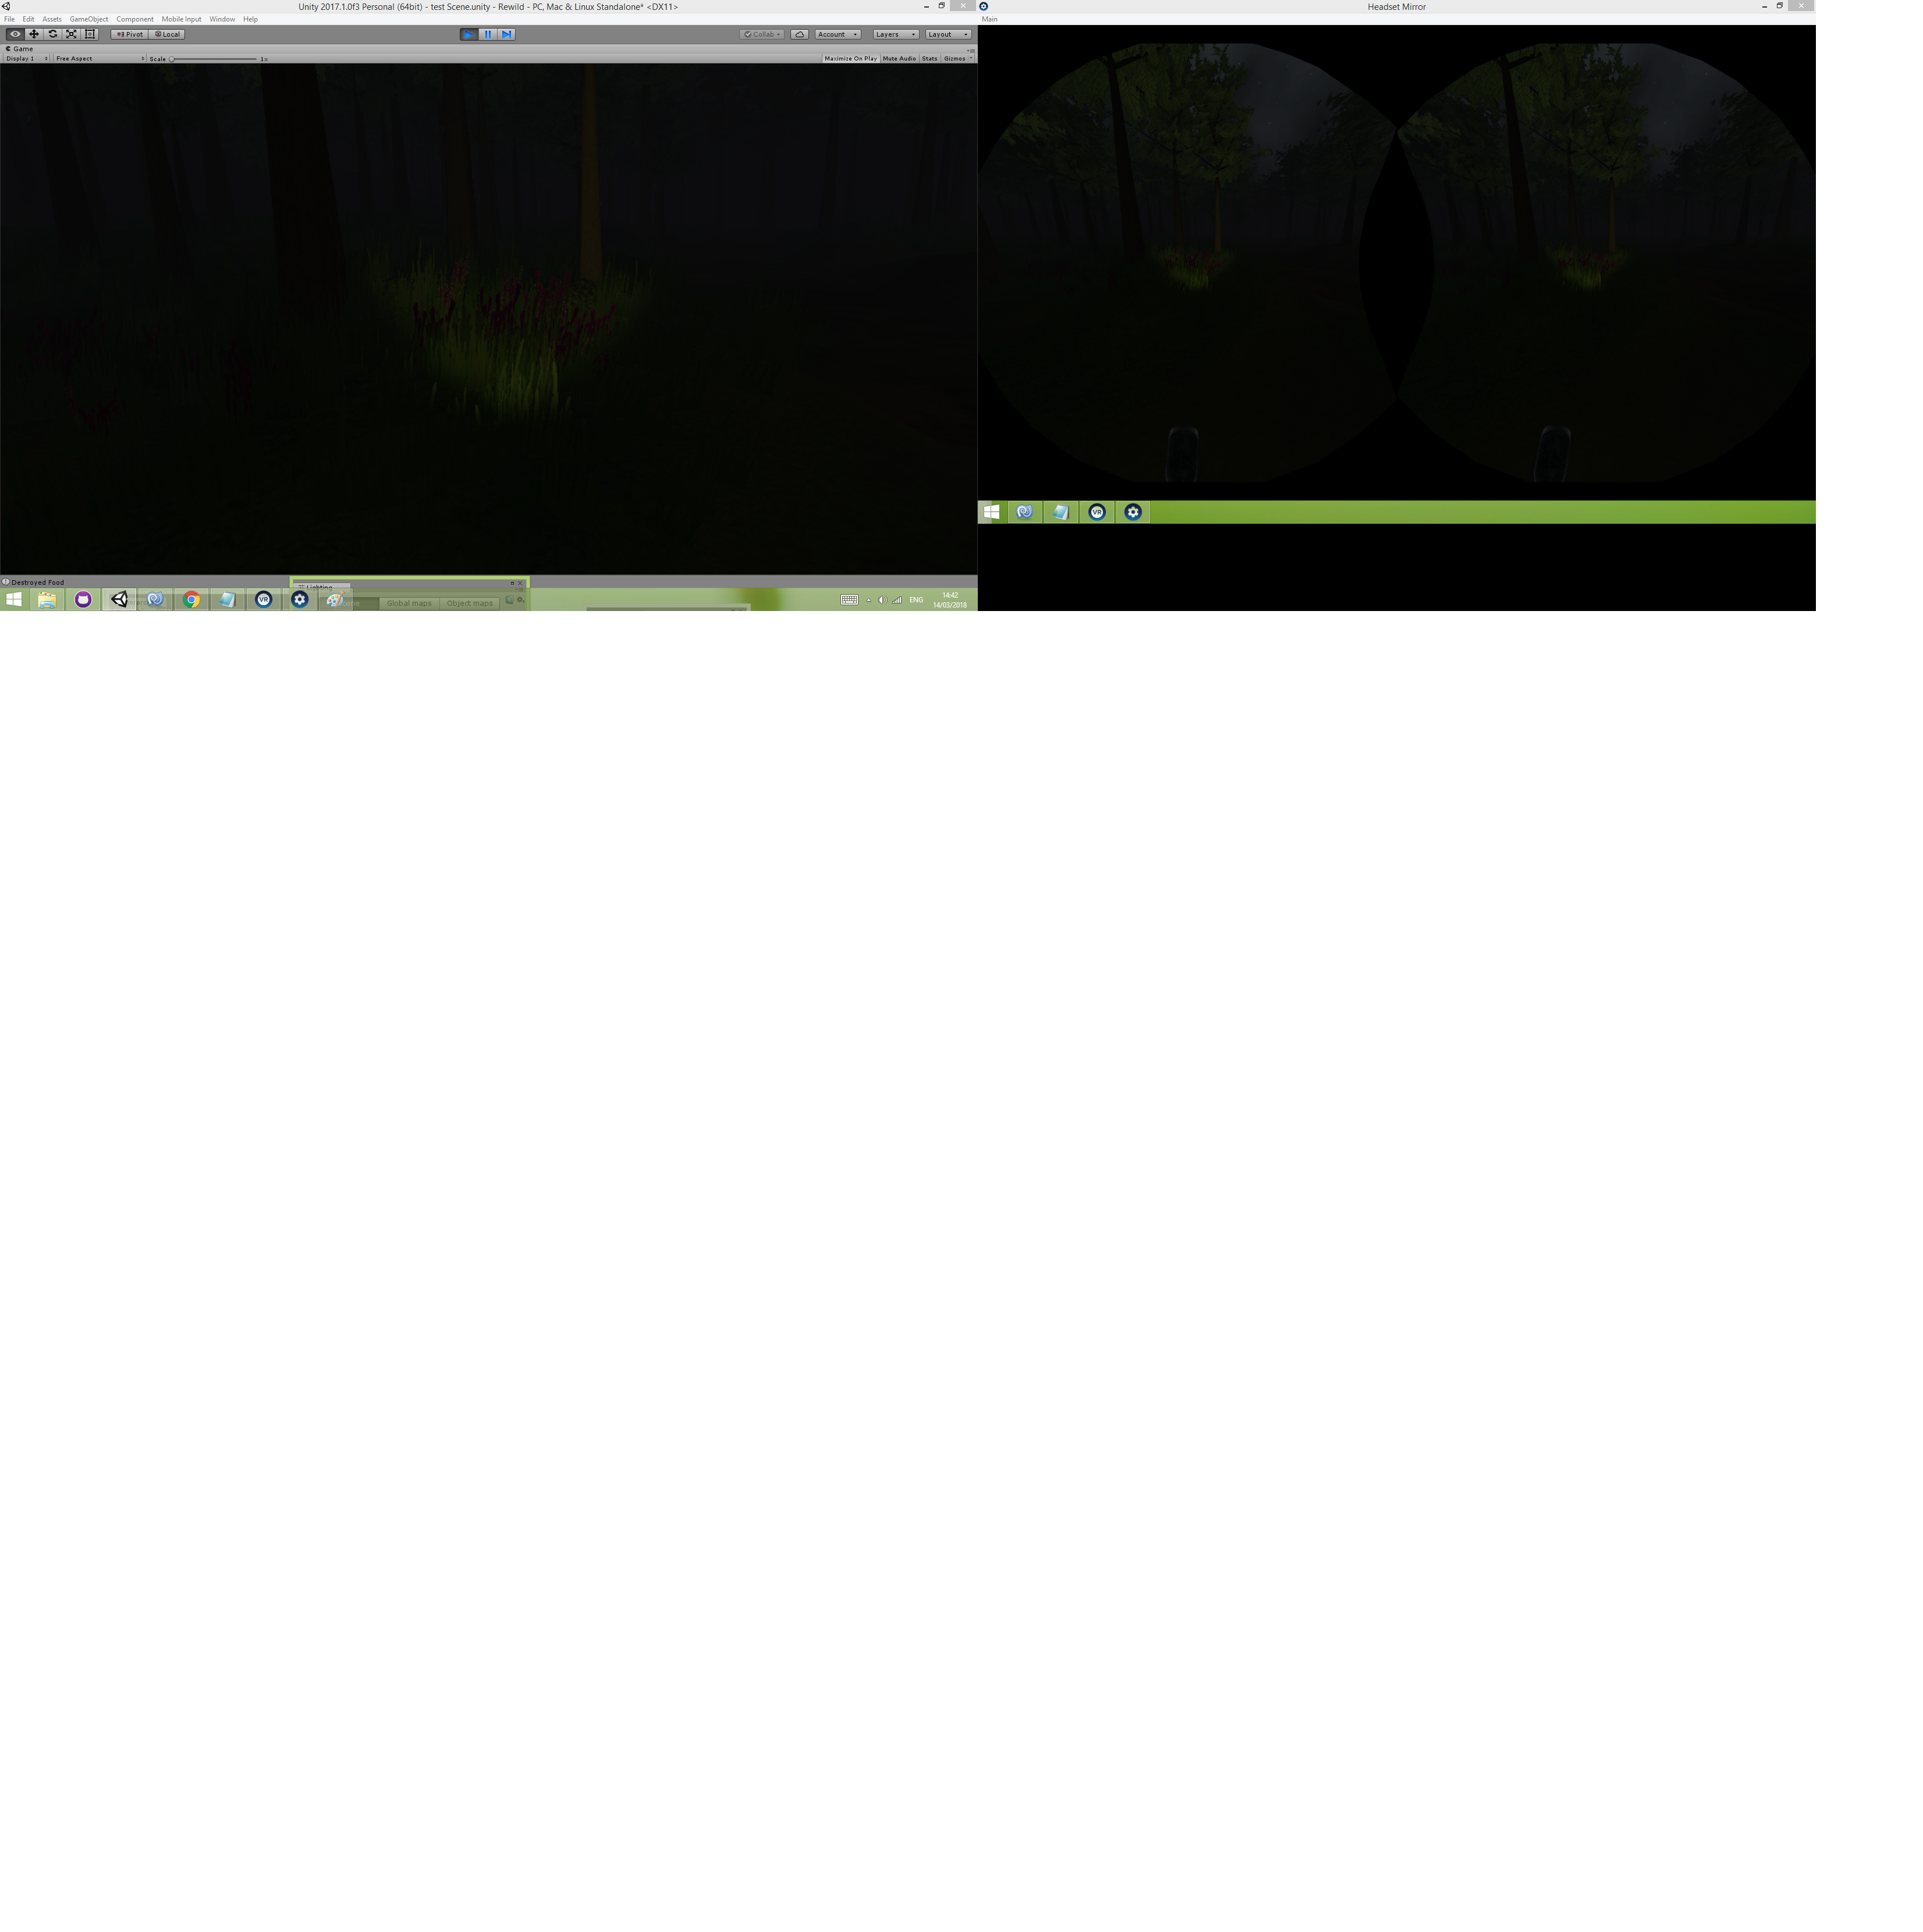 Unity 2017.1.0f3 Personal (64bit) - test Scene.unity - Rewild - PC, Mac & Linux Standalone* <DX11>
File Edit Assets GameObject Component Mobile Input Window Help
Pivot Local Collab Account Layers Layout
Game
Display 1 Free Aspect Scale 1x Maximize On Play Mute Audio Stats Gizmos
Destroyed Food
Lighting
Global maps Object maps
VR
ENG
14:42
14/03/2018
Headset Mirror
Main
VR